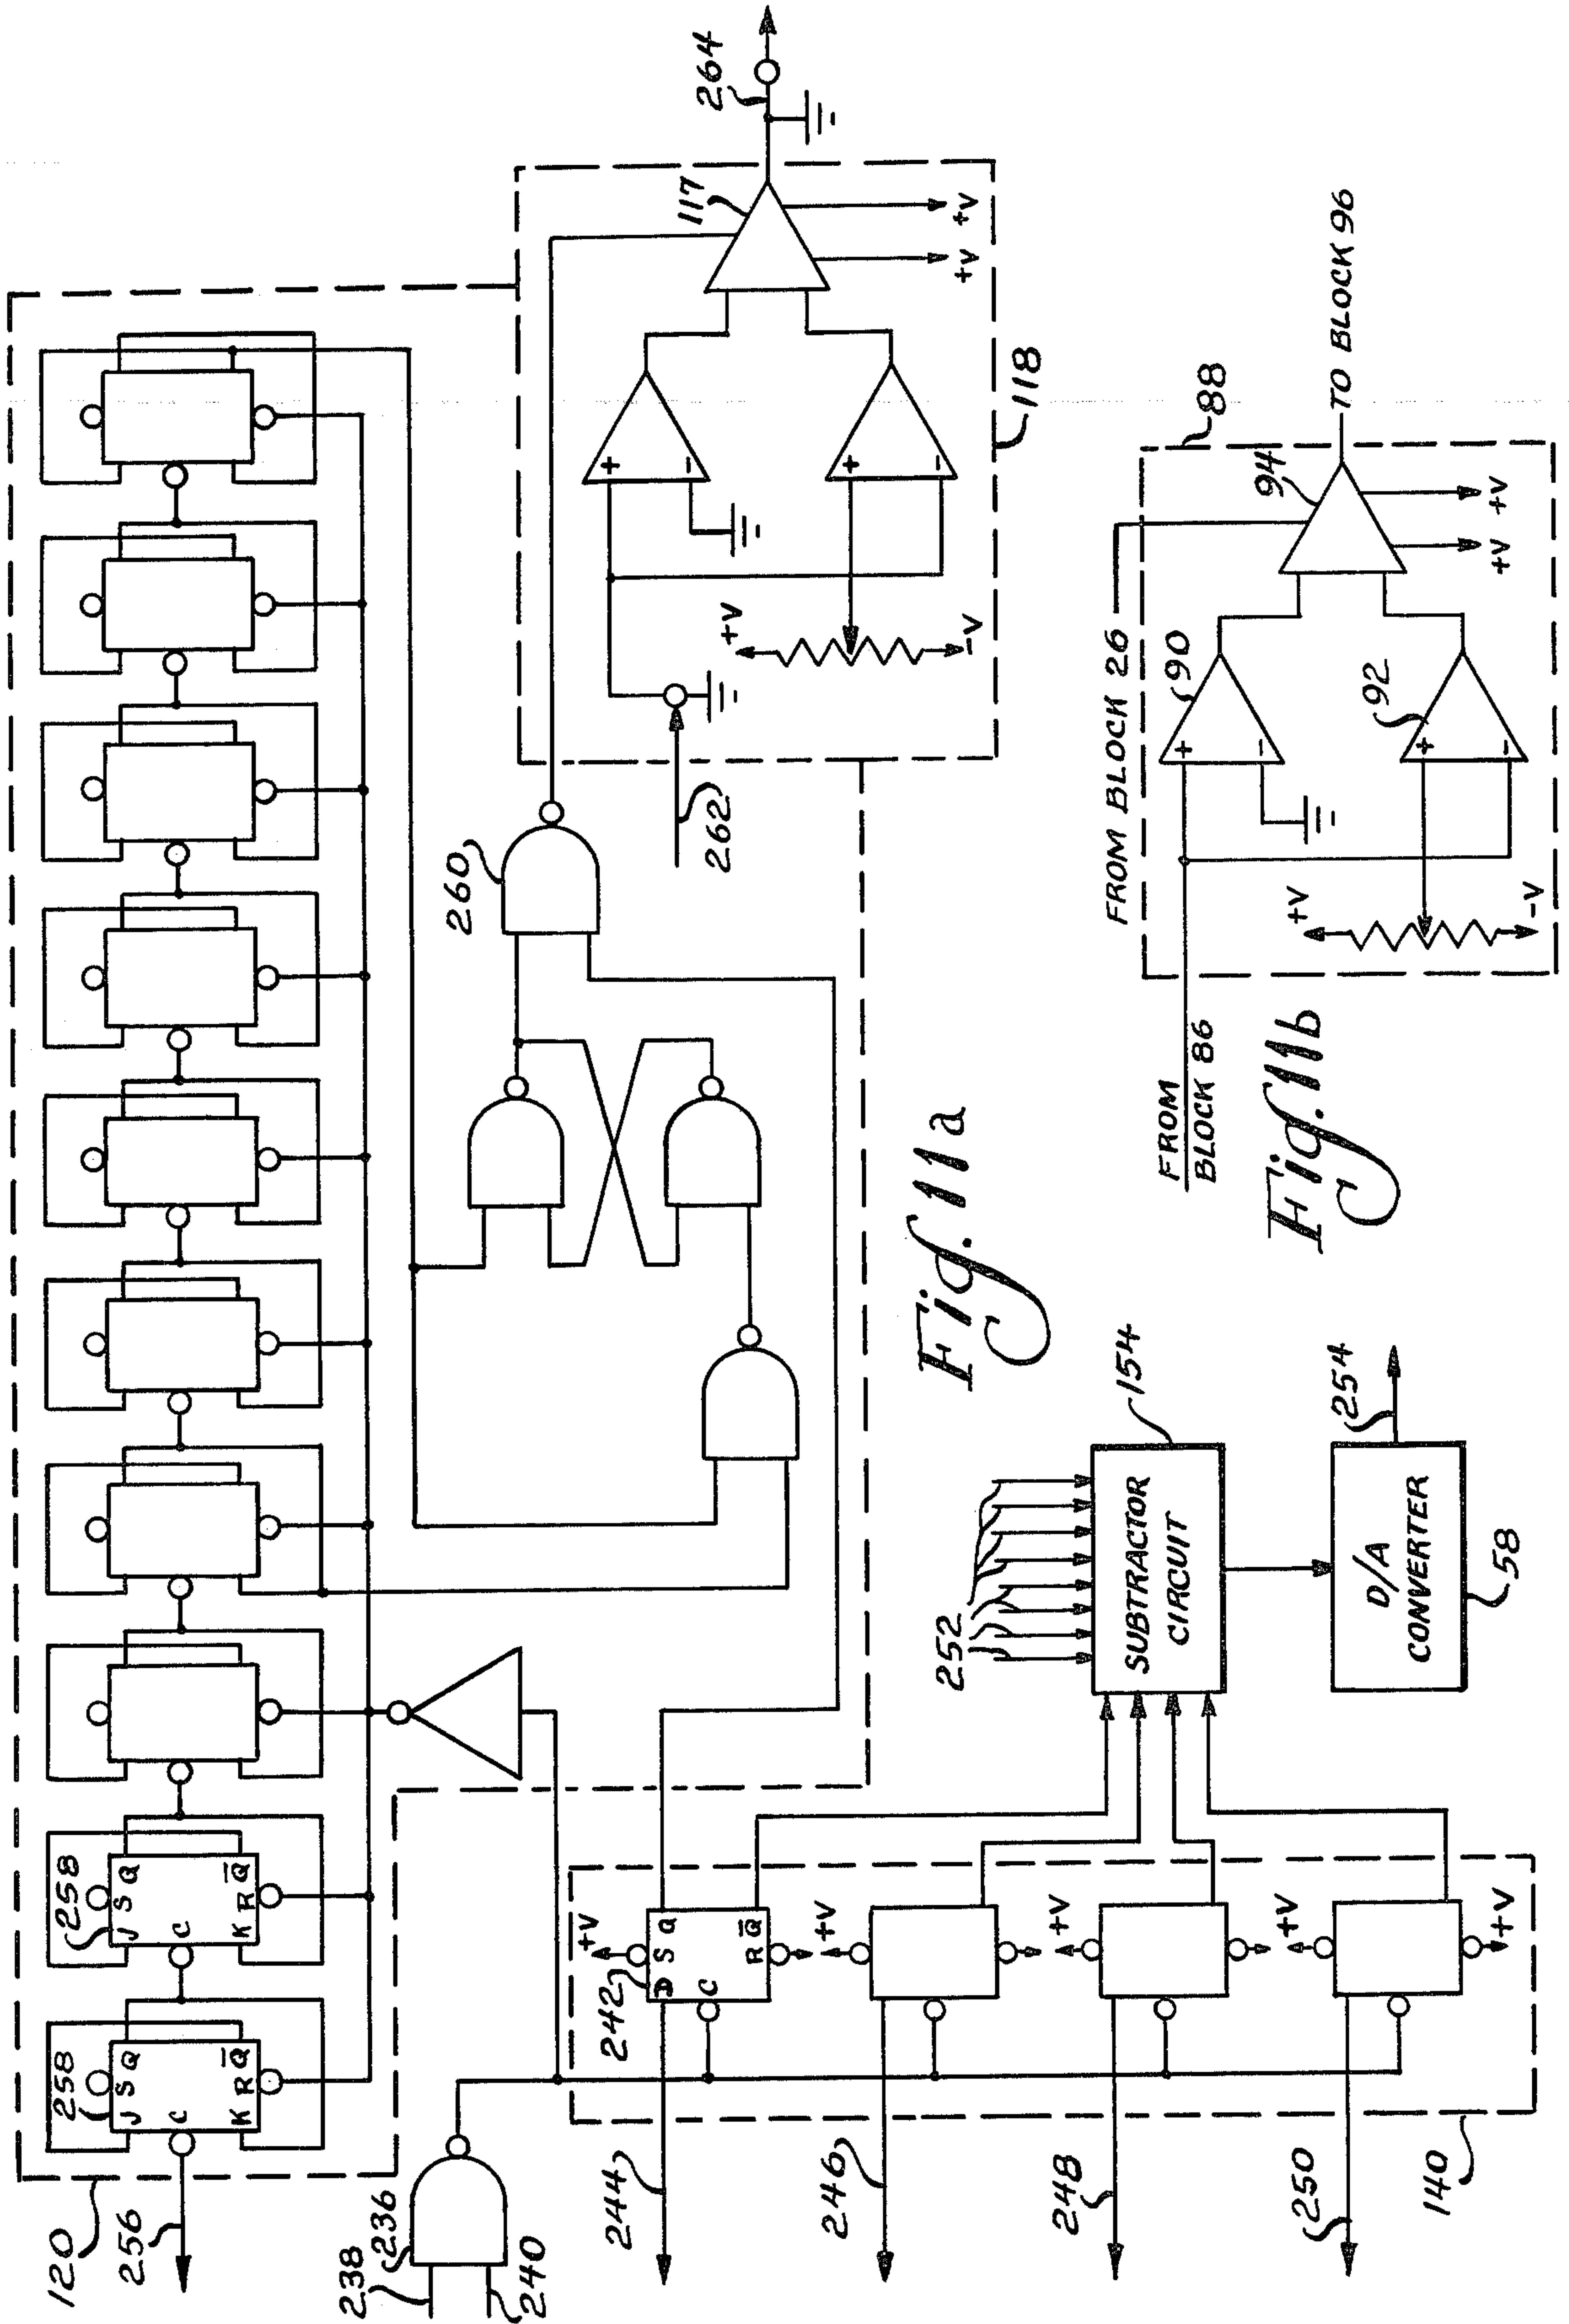 120
256
258
J
S
Q
C
K
R
Q̅
258
J
S
Q
C
K
R
Q̅
238
236
240
260
262
+V
-V
+
-
+
-
117
+V
+V
264
118
242
+V
D
S
Q
C
R
Q̅
+V
+V
+V
+V
244
246
248
250
140
252
SUBTRACTOR
CIRCUIT
154
D/A
CONVERTER
58
254
Fig. 11a
FROM
BLOCK 86
FROM BLOCK 26
+V
-V
90
+
-
92
+
-
94
+V
+V
88
TO BLOCK 96
Fig. 11b